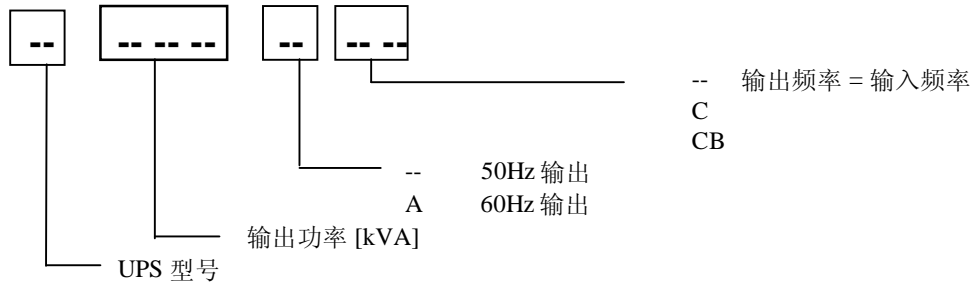 -- -- -- -- -- -- --
-- 输出频率 = 输入频率
C
CB
-- 50Hz 输出
A 60Hz 输出
输出功率 [kVA]
UPS 型号